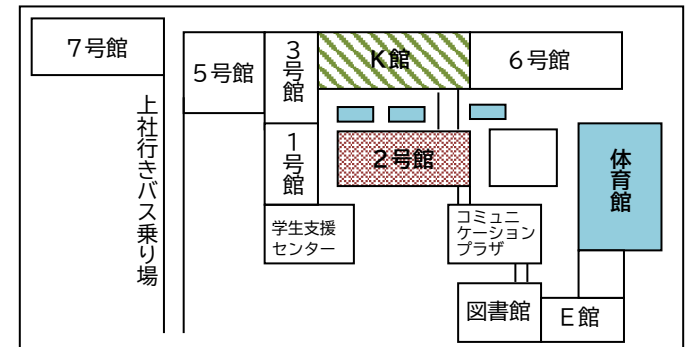 7号館
5号館
3号館
K館
6号館
上社行きバス乗り場
1号館
2号館
体育館
学生支援
センター
コミュニ
ケーション
プラザ
図書館
E館